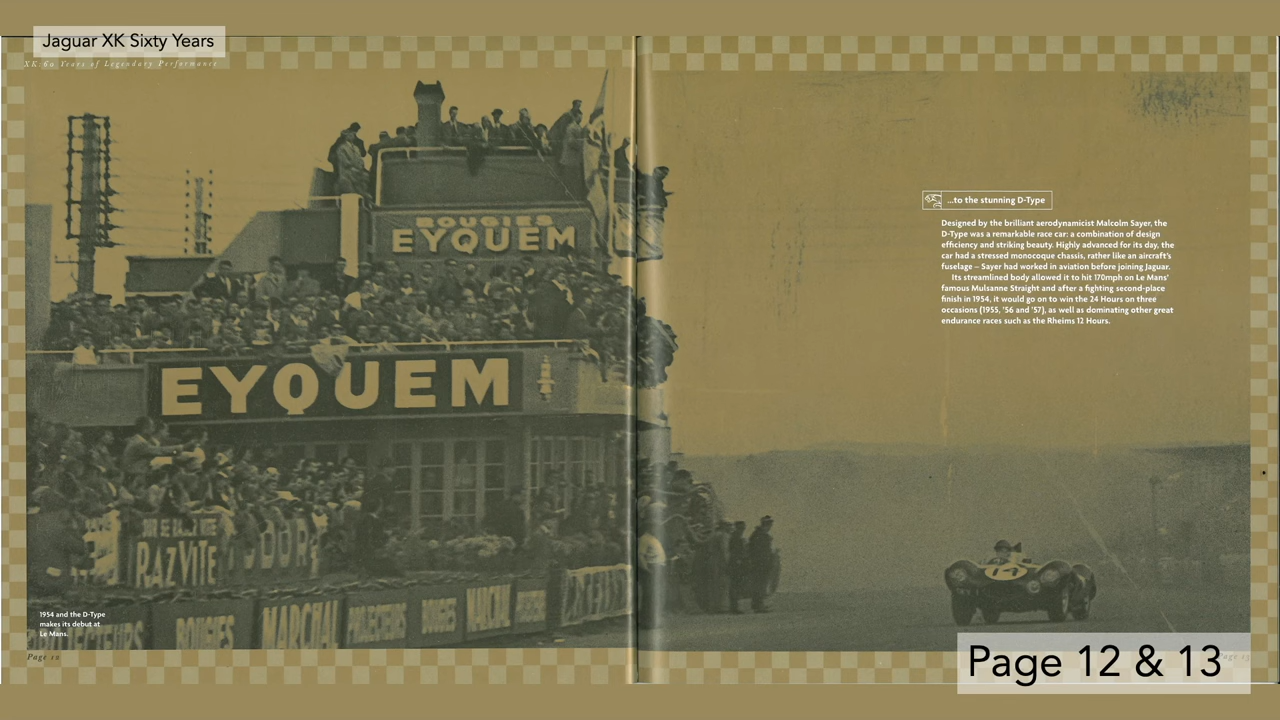 Jaguar XK Sixty Years
XK:60 Years of Legendary Performance
BOUGIES
EYQUEM
EYQUEM
RAZVITE
BOUGIES
MARCHAL
PROJECTEURS
BOUGIES
MARCHAL
1954 and the D-Type
makes its debut at
Le Mans.
Page 12
...to the stunning D-Type
Designed by the brilliant aerodynamicist Malcolm Sayer, the
D-Type was a remarkable race car: a combination of design
efficiency and striking beauty. Highly advanced for its day, the
car had a stressed monocoque chassis, rather like an aircraft's
fuselage – Sayer had worked in aviation before joining Jaguar.
Its streamlined body allowed it to hit 170mph on Le Mans'
famous Mulsanne Straight and after a fighting second-place
finish in 1954, it would go on to win the 24 Hours on three
occasions (1955, '56 and '57), as well as dominating other great
endurance races such as the Rheims 12 Hours.
Page 12 & 13